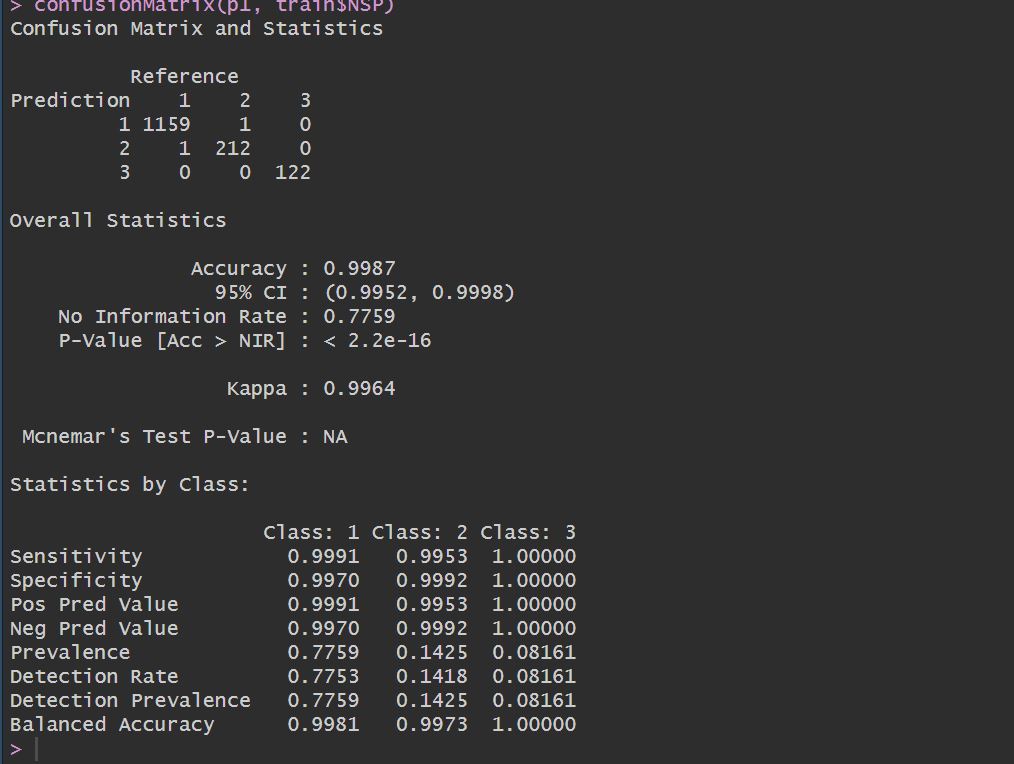 > confusionMatrix(p1, train$NSP)
Confusion Matrix and Statistics
Reference
Prediction 1 2 3
1 1159 1 0
2 1 212 0
3 0 0 122
Overall Statistics
Accuracy : 0.9987
95% CI : (0.9952, 0.9998)
No Information Rate : 0.7759
P-Value [Acc > NIR] : < 2.2e-16
Kappa : 0.9964
Mcnemar's Test P-Value : NA
Statistics by Class:
Class: 1 Class: 2 Class: 3
Sensitivity 0.9991 0.9953 1.00000
Specificity 0.9970 0.9992 1.00000
Pos Pred Value 0.9991 0.9953 1.00000
Neg Pred Value 0.9970 0.9992 1.00000
Prevalence 0.7759 0.1425 0.08161
Detection Rate 0.7753 0.1418 0.08161
Detection Prevalence 0.7759 0.1425 0.08161
Balanced Accuracy 0.9981 0.9973 1.00000
>